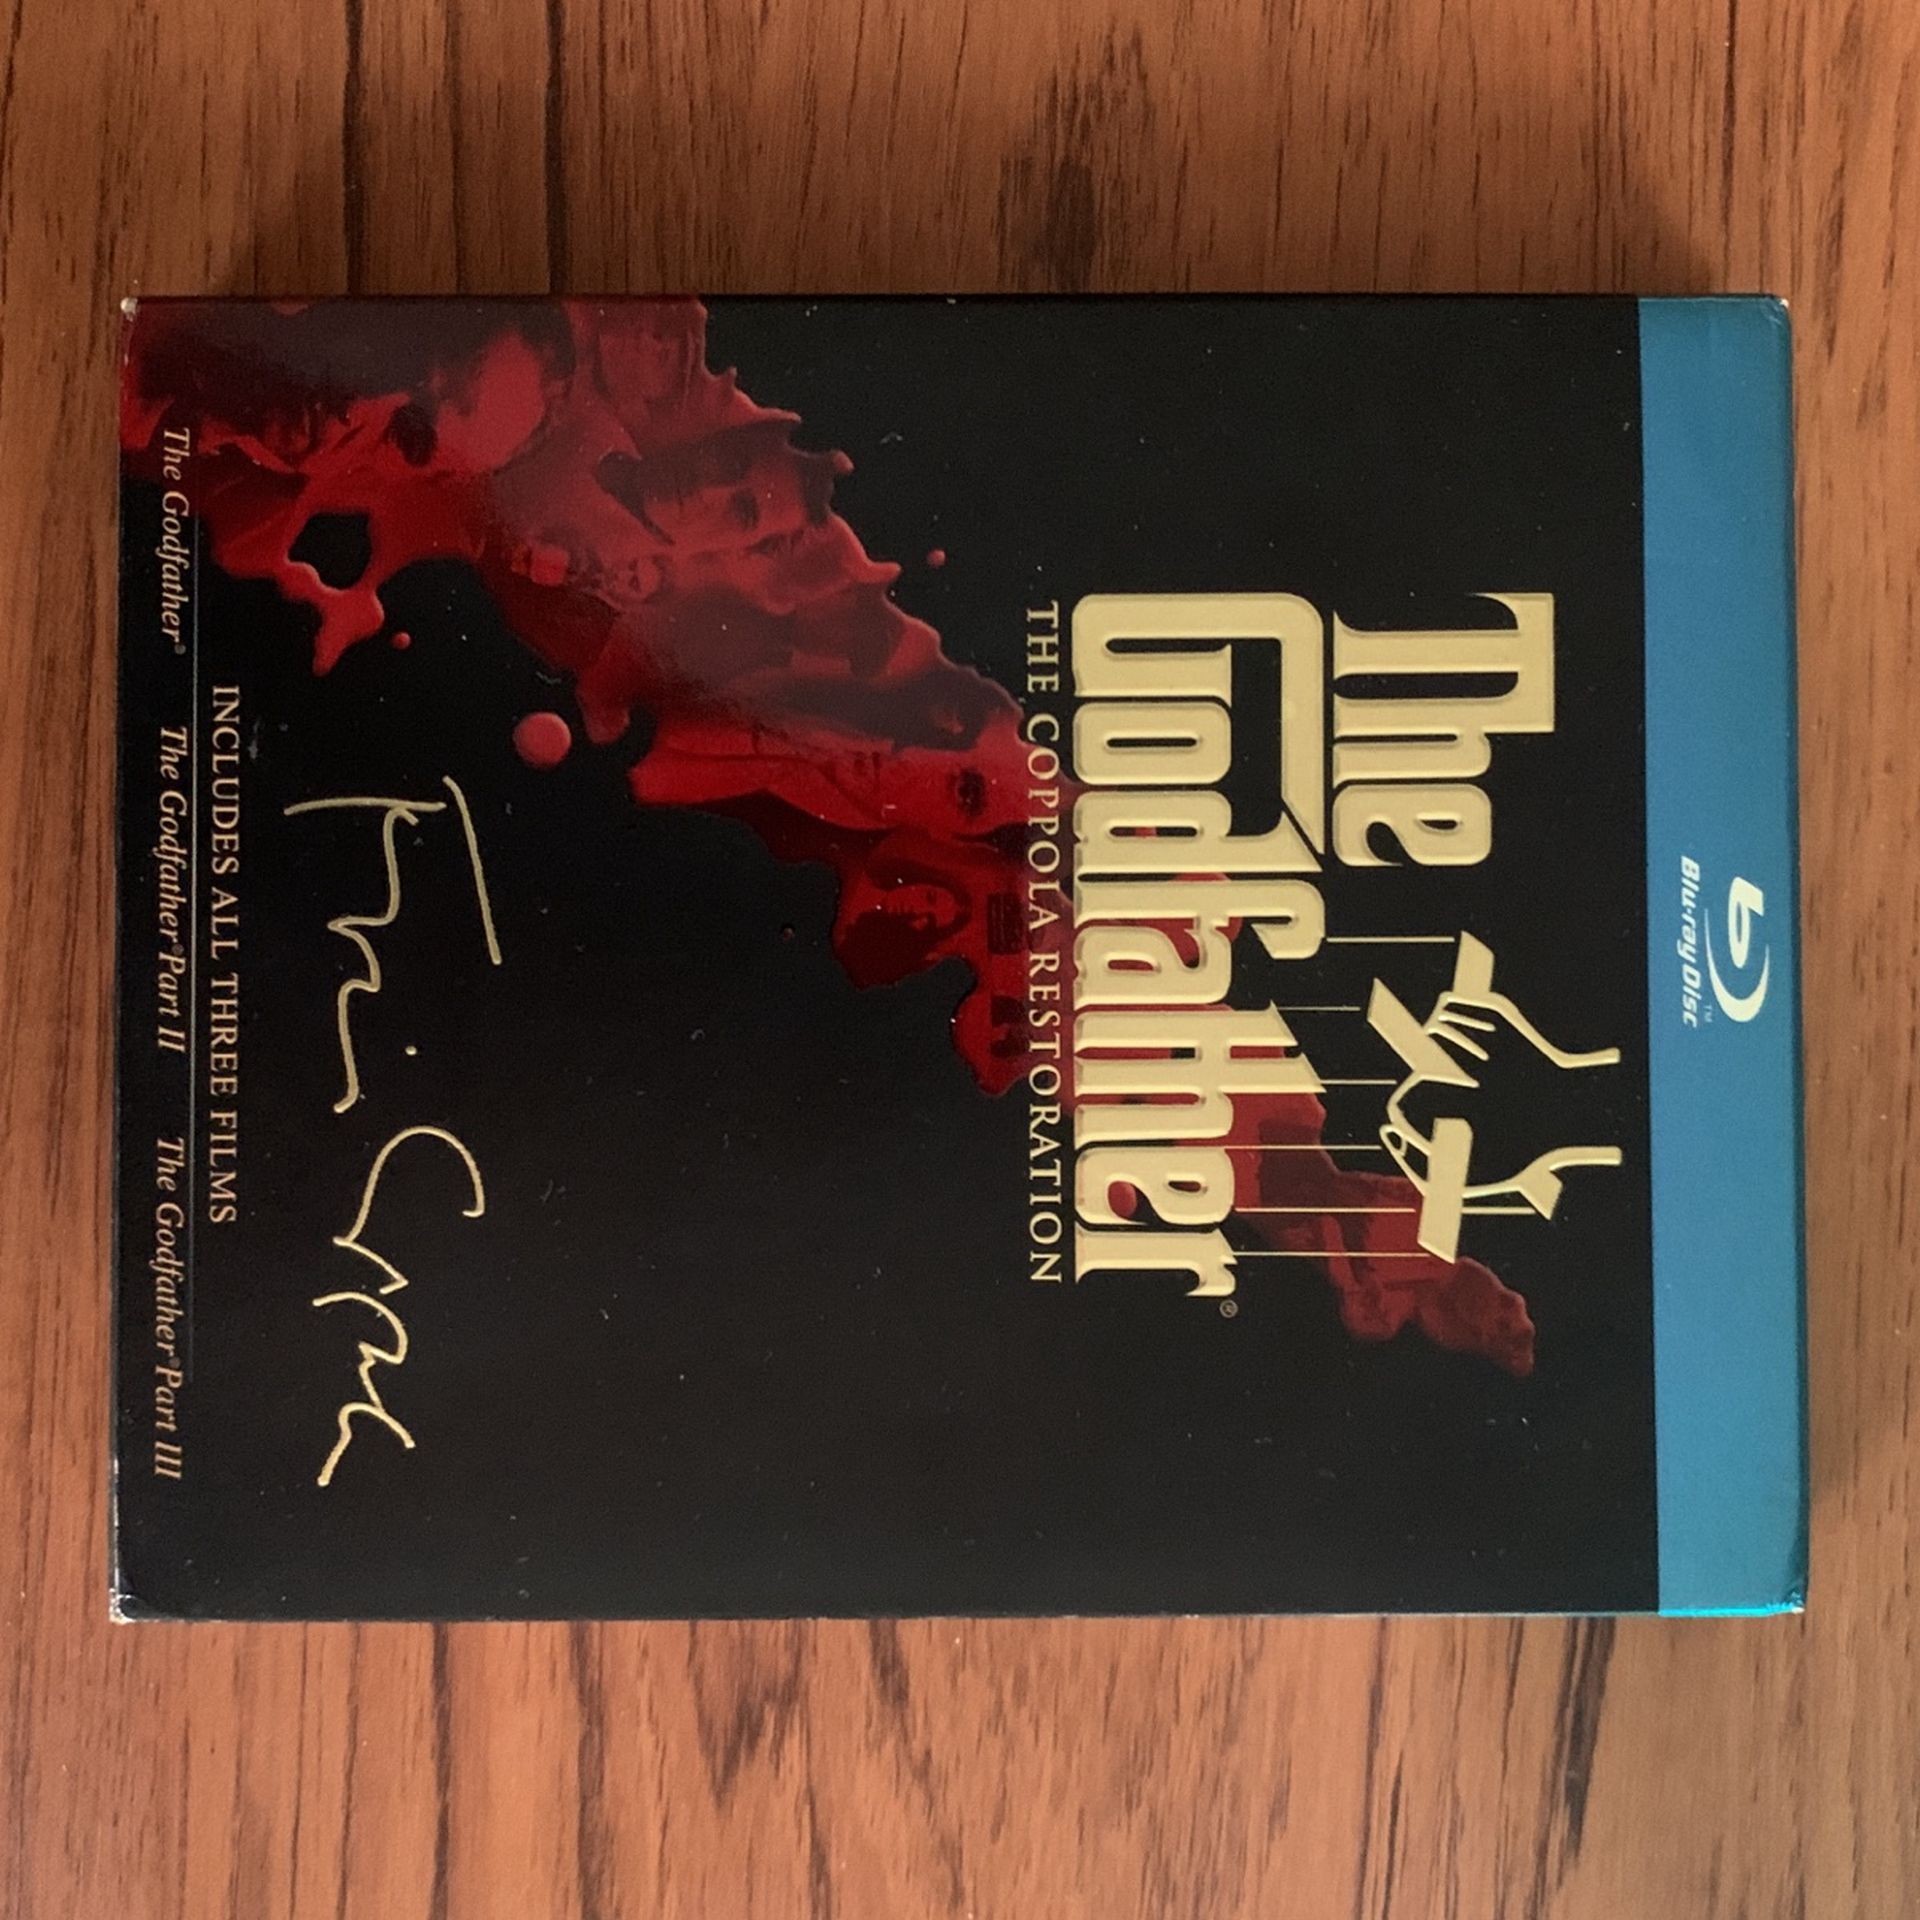 Blu-ray Disc™
The
Godfather®
THE COPPOLA RESTORATION
INCLUDES ALL THREE FILMS
The Godfather® The Godfather® Part II The Godfather® Part III